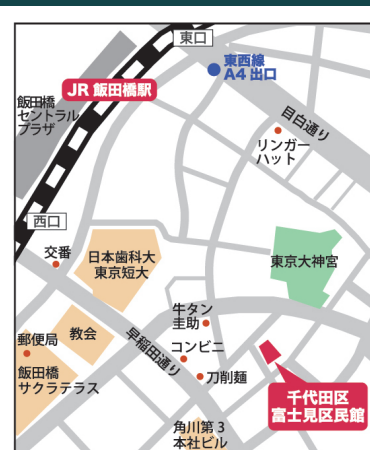 東口
東西線
A4 出口
JR 飯田橋駅
飯田橋
セントラル
プラザ
目白通り
リンガー
ハット
西口
交番
日本歯科大
東京短大
東京大神宮
牛タン
圭助
早稲田通り
コンビニ
郵便局
教会
飯田橋
サクラテラス
刀削麺
千代田区
富士見区民館
角川第3
本社ビル